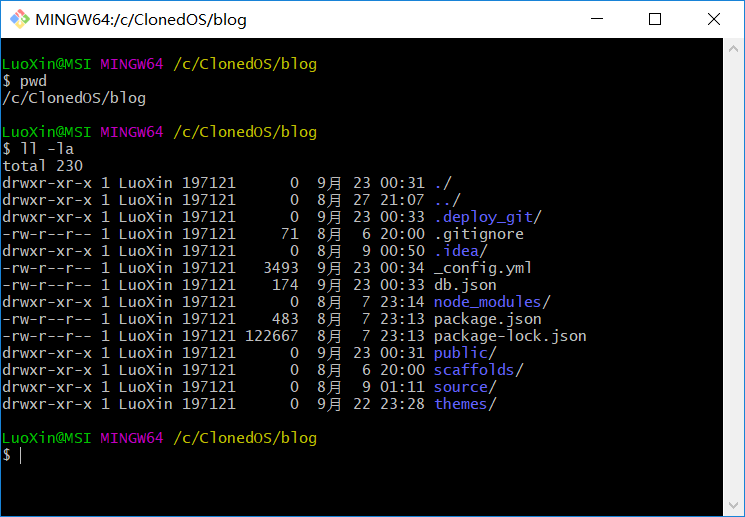 MINGW64:/c/ClonedOS/blog
LuoXin@MSI MINGW64 /c/ClonedOS/blog
$ pwd
/c/ClonedOS/blog
LuoXin@MSI MINGW64 /c/ClonedOS/blog
$ ll -la
total 230
drwxr-xr-x 1 LuoXin 197121      0  9月 23 00:31 ./
drwxr-xr-x 1 LuoXin 197121      0  8月 27 21:07 ../
drwxr-xr-x 1 LuoXin 197121      0  9月 23 00:33 .deploy_git/
-rw-r--r-- 1 LuoXin 197121     71  8月  6 20:00 .gitignore
drwxr-xr-x 1 LuoXin 197121      0  8月  9 00:50 .idea/
-rw-r--r-- 1 LuoXin 197121   3493  9月 23 00:34 _config.yml
-rw-r--r-- 1 LuoXin 197121    174  9月 23 00:33 db.json
drwxr-xr-x 1 LuoXin 197121      0  8月  7 23:14 node_modules/
-rw-r--r-- 1 LuoXin 197121    483  8月  7 23:13 package.json
-rw-r--r-- 1 LuoXin 197121 122667  8月  7 23:13 package-lock.json
drwxr-xr-x 1 LuoXin 197121      0  9月 23 00:31 public/
drwxr-xr-x 1 LuoXin 197121      0  8月  6 20:00 scaffolds/
drwxr-xr-x 1 LuoXin 197121      0  8月  9 01:11 source/
drwxr-xr-x 1 LuoXin 197121      0  9月 22 23:28 themes/
LuoXin@MSI MINGW64 /c/ClonedOS/blog
$